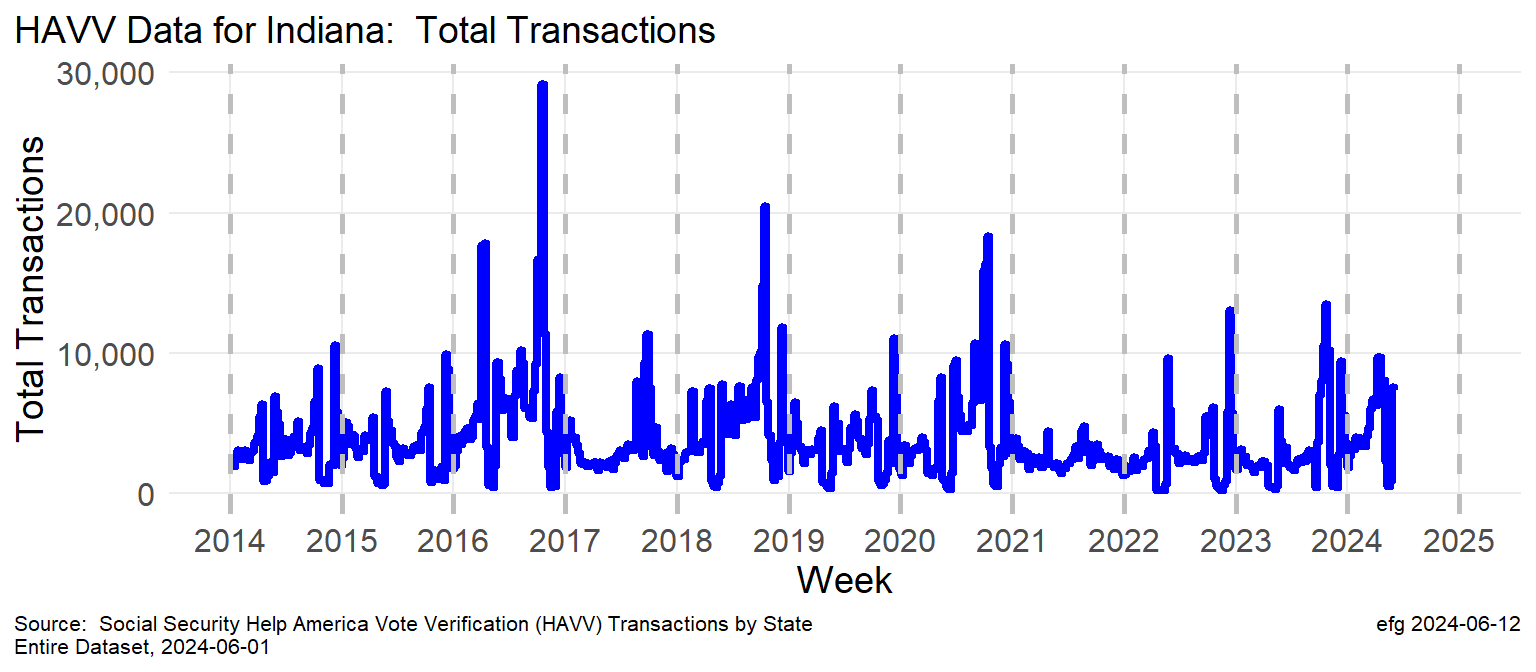 HAVV Data for Indiana:  Total Transactions
30,000
20,000
10,000
0
Total Transactions
2014 2015 2016 2017 2018 2019 2020 2021 2022 2023 2024 2025
Week
Source:  Social Security Help America Vote Verification (HAVV) Transactions by State
Entire Dataset, 2024-06-01
efg 2024-06-12